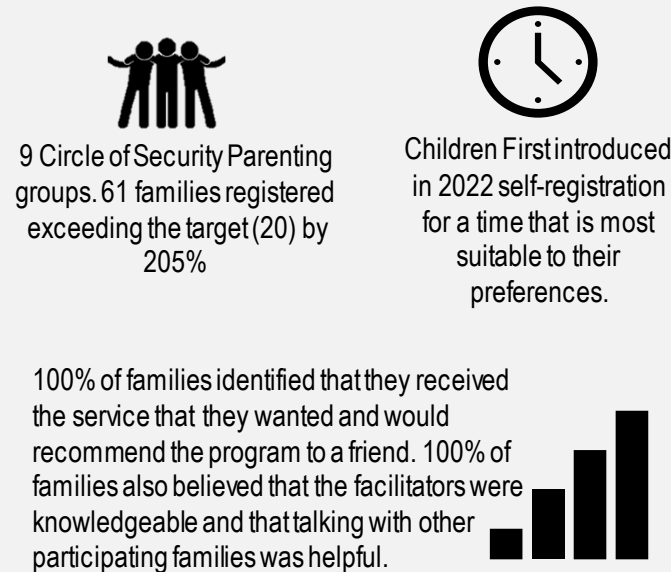 9 Circle of Security Parenting
groups. 61 families registered
exceeding the target (20) by
205%
Children First introduced
in 2022 self-registration
for a time that is most
suitable to their
preferences.
100% of families identified that they received
the service that they wanted and would
recommend the program to a friend. 100% of
families also believed that the facilitators were
knowledgeable and that talking with other
participating families was helpful.